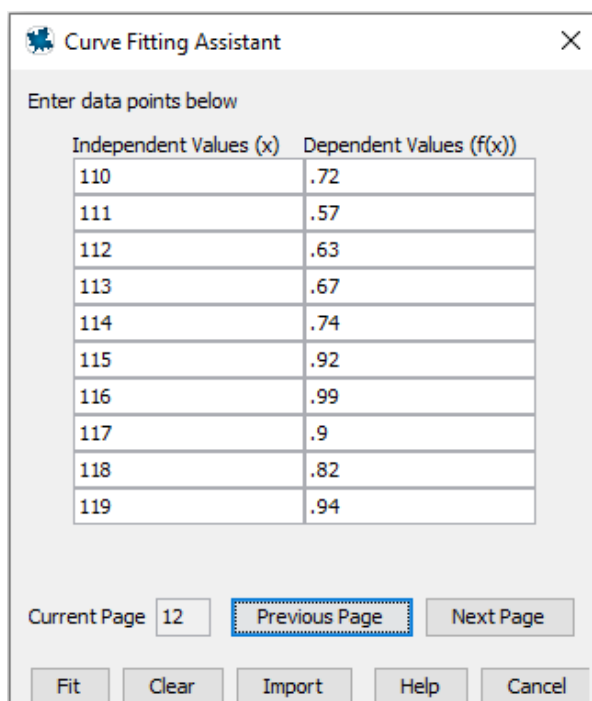 Curve Fitting Assistant
Enter data points below
Independent Values (x) Dependent Values (f(x))
110 .72
111 .57
112 .63
113 .67
114 .74
115 .92
116 .99
117 .9
118 .82
119 .94
Current Page 12 Previous Page Next Page
Fit Clear Import Help Cancel